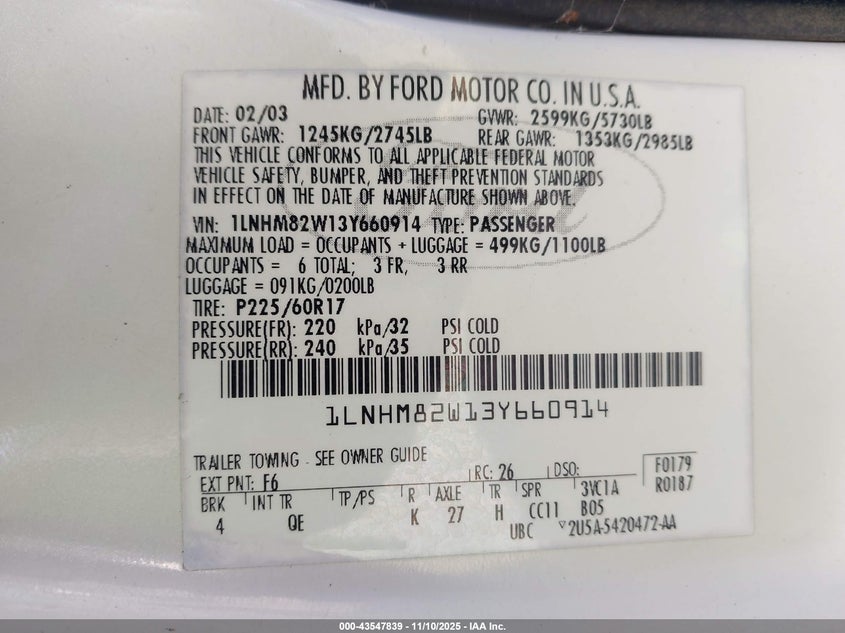 MFD. BY FORD MOTOR CO. IN U.S.A.
DATE: 02/03 GVWR: 2599KG/5730LB
FRONT GAWR: 1245KG/2745LB REAR GAWR: 1353KG/2985LB
THIS VEHICLE CONFORMS TO ALL APPLICABLE FEDERAL MOTOR
VEHICLE SAFETY, BUMPER, AND THEFT PREVENTION STANDARDS
IN EFFECT ON THE DATE OF MANUFACTURE SHOWN ABOVE.
VIN: 1LNHM82W13Y660914 TYPE: PASSENGER
MAXIMUM LOAD = OCCUPANTS + LUGGAGE = 499KG/1100LB
OCCUPANTS = 6 TOTAL; 3 FR, 3 RR
LUGGAGE = 091KG/0200LB
TIRE: P225/60R17
PRESSURE(FR): 220 kPa/32 PSI COLD
PRESSURE(RR): 240 kPa/35 PSI COLD
1LNHM82W13Y660914
TRAILER TOWING - SEE OWNER GUIDE
EXT PNT: F6 RC: 26 DSO: F0179
BRK INT TR TP/PS R AXLE TR SPR 3VC1A R0187
4 QE K 27 H CC11 B05
UBC 2U5A-5420472-AA
000-43547839 - 11/10/2025 - IAA Inc.